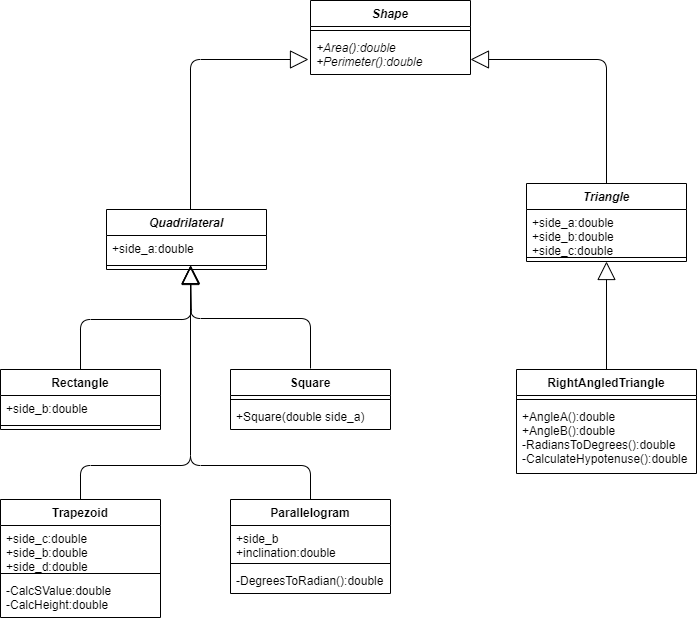 Shape
+Area():double
+Perimeter():double
Quadrilateral
+side_a:double
Triangle
+side_a:double
+side_b:double
+side_c:double
Rectangle
+side_b:double
Square
+Square(double side_a)
RightAngledTriangle
+AngleA():double
+AngleB():double
-RadiansToDegrees():double
-CalculateHypotenuse():double
Trapezoid
+side_c:double
+side_b:double
+side_d:double
-CalcSValue:double
-CalcHeight:double
Parallelogram
+side_b
+inclination:double
-DegreesToRadian():double